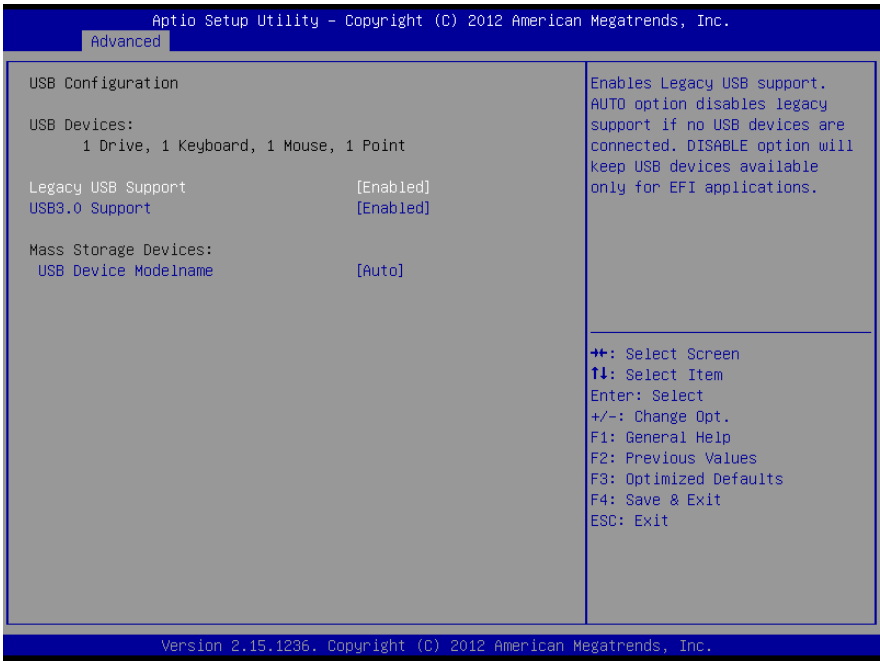 Aptio Setup Utility – Copyright (C) 2012 American Megatrends, Inc.
Advanced
USB Configuration
USB Devices:
1 Drive, 1 Keyboard, 1 Mouse, 1 Point
Legacy USB Support [Enabled]
USB3.0 Support [Enabled]
Mass Storage Devices:
USB Device Modelname [Auto]
Enables Legacy USB support.
AUTO option disables legacy
support if no USB devices are
connected. DISABLE option will
keep USB devices available
only for EFI applications.
→←: Select Screen
↑↓: Select Item
Enter: Select
+/-: Change Opt.
F1: General Help
F2: Previous Values
F3: Optimized Defaults
F4: Save & Exit
ESC: Exit
Version 2.15.1236. Copyright (C) 2012 American Megatrends, Inc.